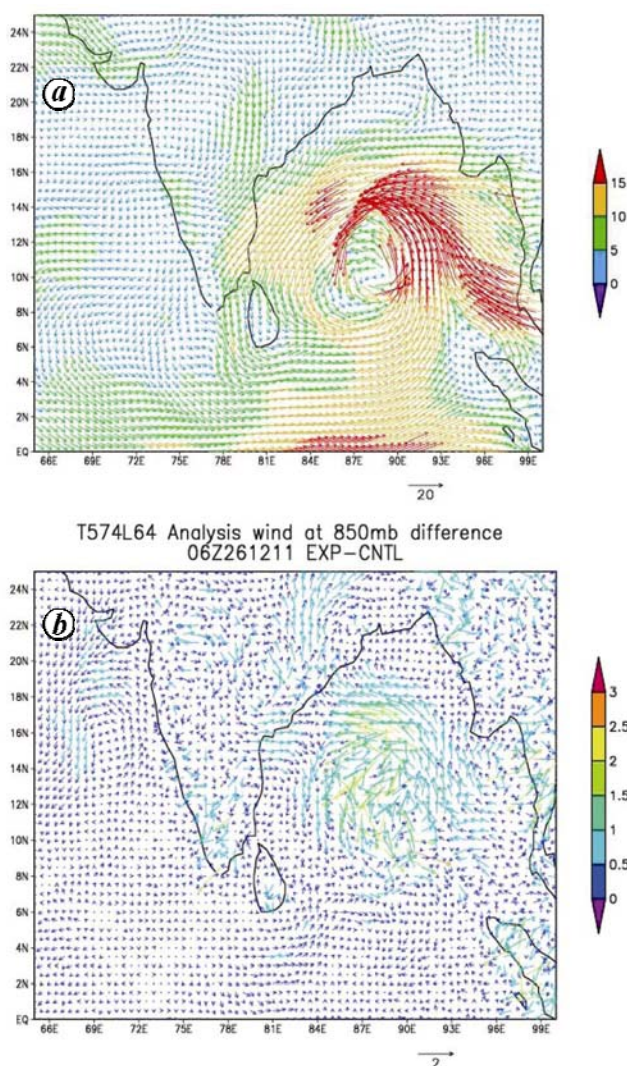 24N
22N
20N
18N
16N
14N
12N
10N
8N
6N
4N
2N
EQ
a
66E 69E 72E 75E 78E 81E 84E 87E 90E 93E 96E 99E
20
15
10
5
0
T574L64 Analysis wind at 850mb difference
06Z261211 EXP-CNTL
24N
22N
20N
18N
16N
14N
12N
10N
8N
6N
4N
2N
EQ
b
66E 69E 72E 75E 78E 81E 84E 87E 90E 93E 96E 99E
2
3
2.5
2
1.5
1
0.5
0